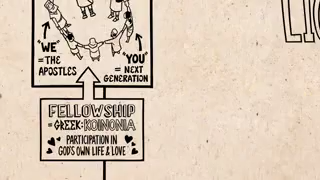 "WE"
= THE
APOSTLES
"YOU"
= NEXT
GENERATION
FELLOWSHIP
= GREEK: KOINONIA
PARTICIPATION IN
GOD'S OWN LIFE & LOVE